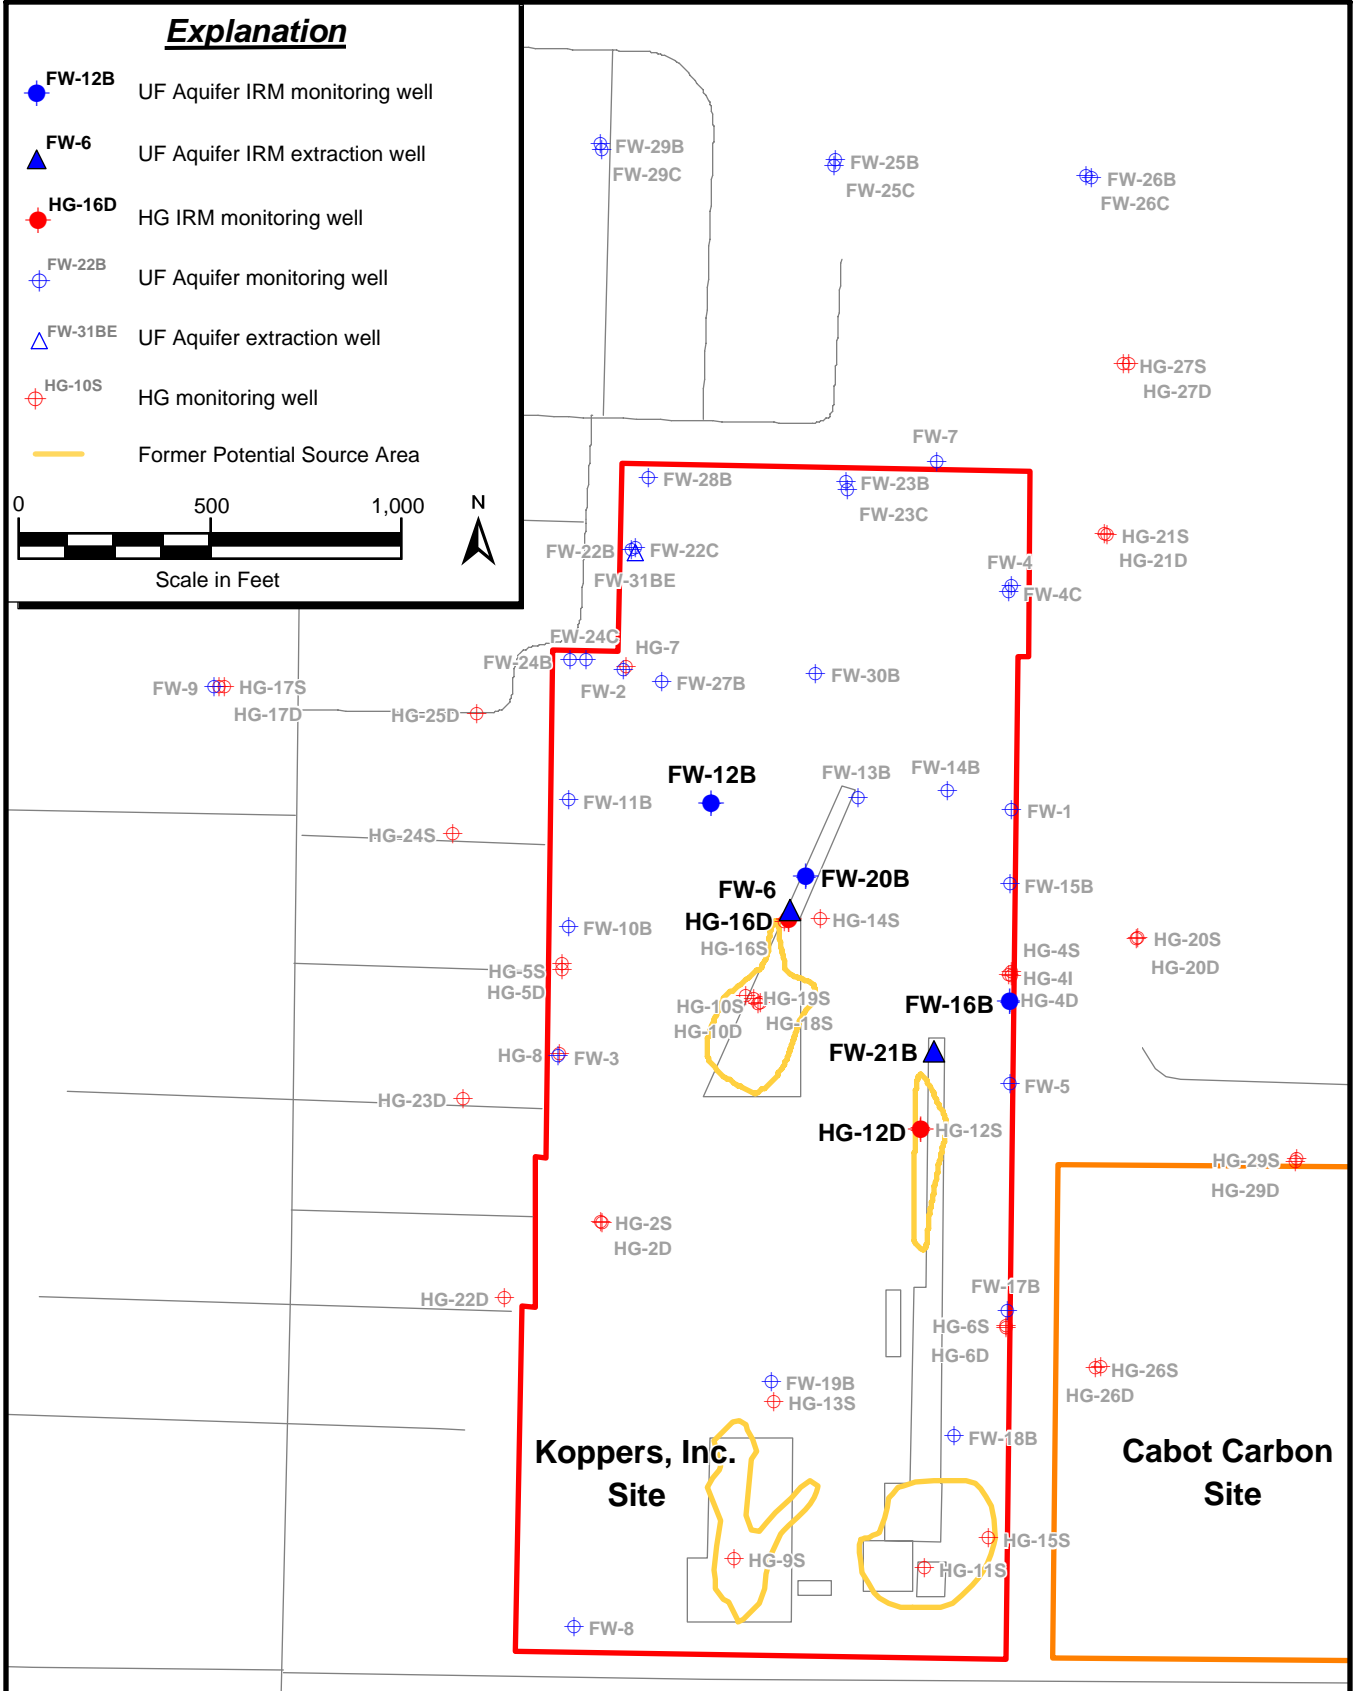 Explanation
FW-12B
UF Aquifer IRM monitoring well
FW-6
UF Aquifer IRM extraction well
HG-16D
HG IRM monitoring well
FW-22B
UF Aquifer monitoring well
FW-31BE
UF Aquifer extraction well
HG-10S
HG monitoring well
Former Potential Source Area
0 500 1,000
N
Scale in Feet
FW-29B
FW-29C
FW-25B
FW-25C
FW-26B
FW-26C
HG-27S
HG-27D
FW-7
FW-28B
FW-23B
FW-23C
HG-21S
HG-21D
FW-22B
FW-22C
FW-31BE
FW-4
FW-4C
FW-24C
HG-7
FW-24B
FW-2
FW-27B
FW-30B
FW-9
HG-17S
HG-17D
HG-25D
FW-12B
FW-13B
FW-14B
FW-11B
FW-1
HG-24S
FW-20B
FW-15B
FW-6
HG-16D
HG-14S
FW-10B
HG-16S
HG-20S
HG-20D
HG-4S
HG-4I
HG-4D
HG-5S
HG-5D
FW-16B
HG-10S
HG-19S
HG-10D
HG-18S
HG-8
FW-3
FW-21B
FW-5
HG-23D
HG-12D
HG-12S
HG-29S
HG-29D
HG-2S
HG-2D
HG-22D
FW-17B
HG-6S
HG-6D
HG-26S
HG-26D
FW-19B
HG-13S
FW-18B
Koppers, Inc.
Site
Cabot Carbon
Site
HG-15S
HG-9S
HG-11S
FW-8